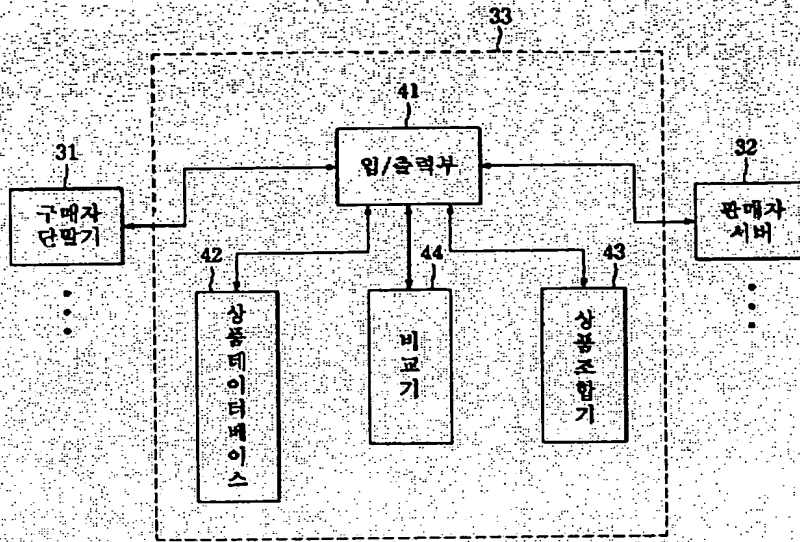 33
41
입/출력부
31
구매자
단말기
32
판매자
서버
42
상품데이터베이스
44
비교기
43
상품조합기